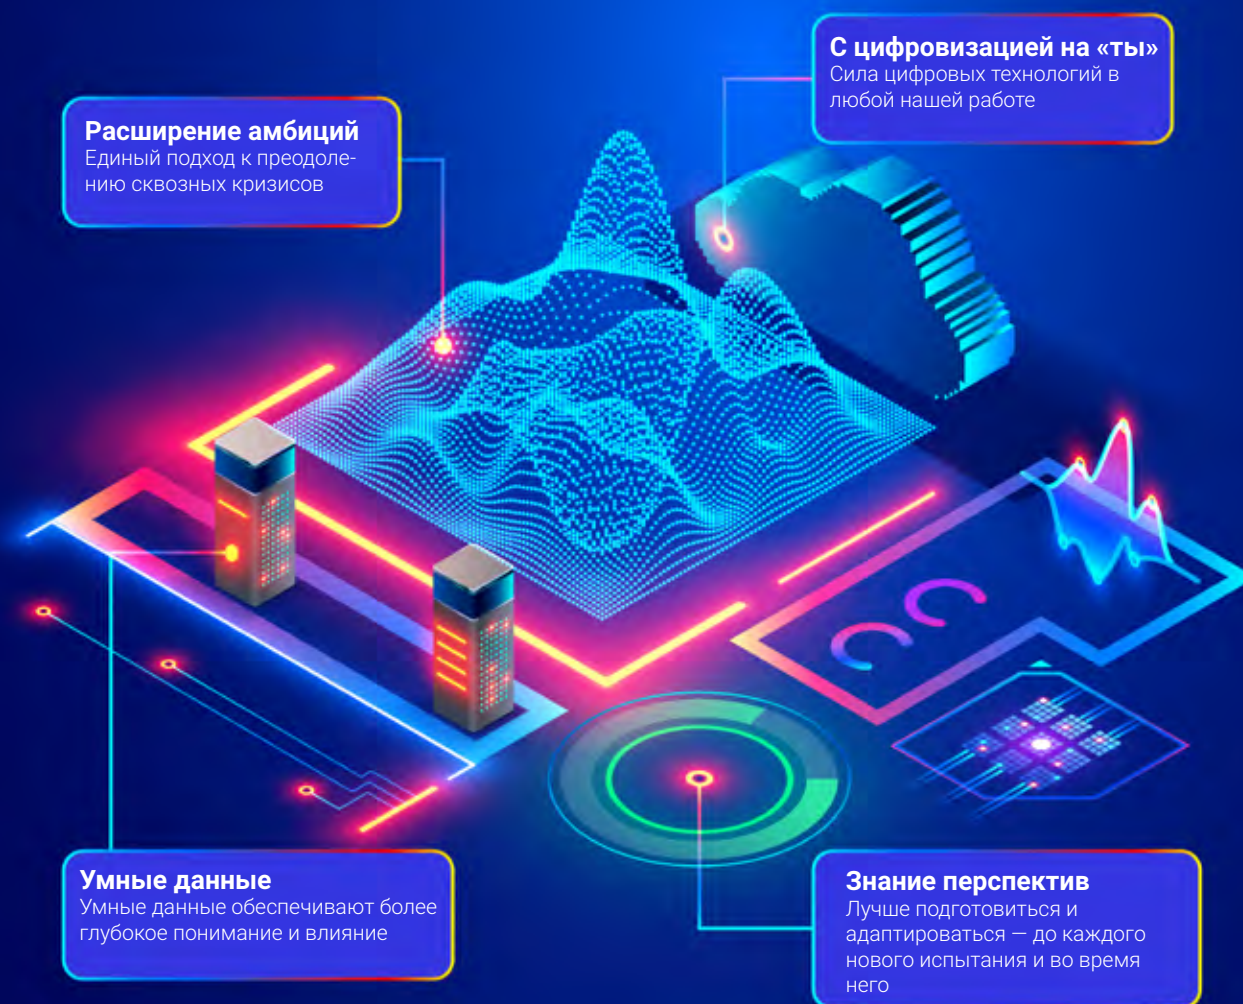 С цифровизацией на «ты»
Сила цифровых технологий в
любой нашей работе
Расширение амбиций
Единый подход к преодоле-
нию сквозных кризисов
Умные данные
Умные данные обеспечивают более
глубокое понимание и влияние
Знание перспектив
Лучше подготовиться и
адаптироваться — до каждого
нового испытания и во время
него